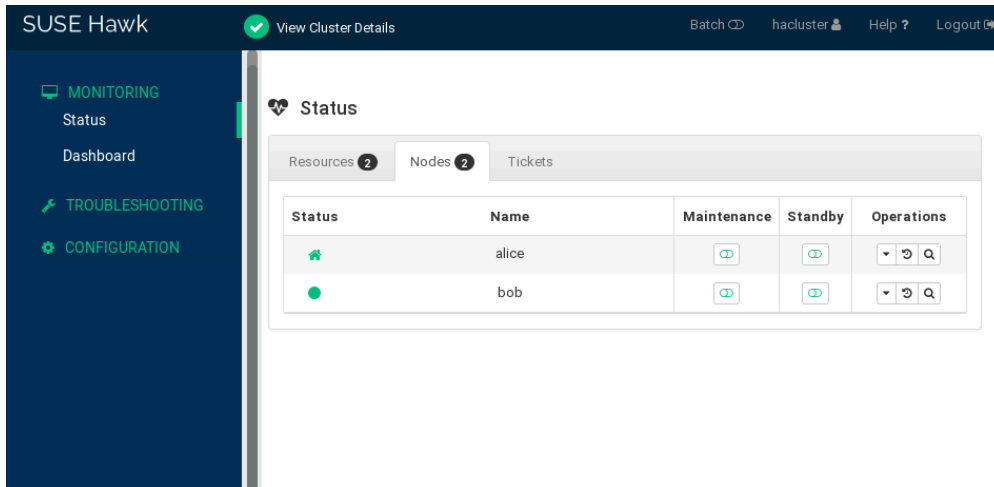 SUSE Hawk View Cluster Details Batch hacluster Help ? Logout
MONITORING
Status
Dashboard
TROUBLESHOOTING
CONFIGURATION
Status
Resources 2 Nodes 2 Tickets
Status Name Maintenance Standby Operations
alice
bob